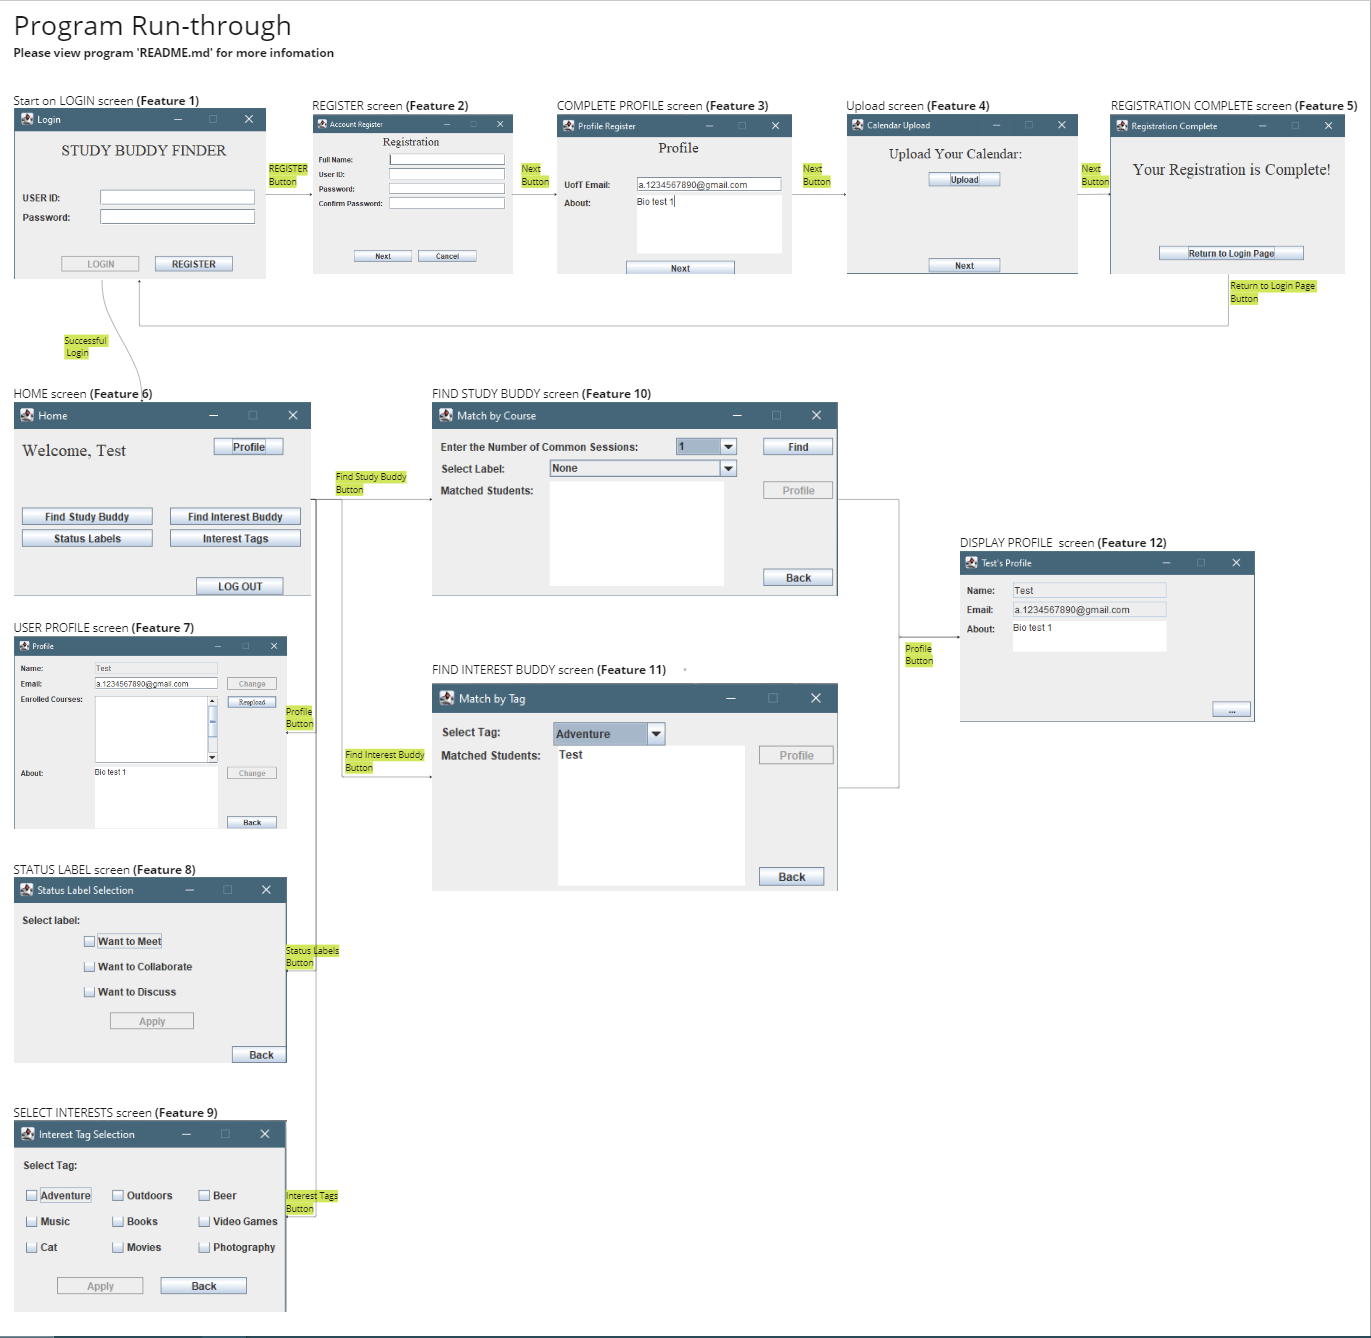 Program Run-through
Please view program 'README.md' for more infomation
Start on LOGIN screen (Feature 1)
Login
STUDY BUDDY FINDER
USER ID:
Password:
LOGIN
REGISTER
REGISTER
Button
REGISTER screen (Feature 2)
Account Register
Registration
Full Name:
User ID:
Password:
Confirm Password:
Next
Cancel
Next
Button
COMPLETE PROFILE screen (Feature 3)
Profile Register
Profile
UofT Email:
a.1234567890@gmail.com
About:
Bio test 1
Next
Next
Button
Upload screen (Feature 4)
Calendar Upload
Upload Your Calendar:
Upload
Next
Next
Button
REGISTRATION COMPLETE screen (Feature 5)
Registration Complete
Your Registration is Complete!
Return to Login Page
Return to Login Page
Button
Successful
Login
HOME screen (Feature 6)
Home
Welcome, Test
Profile
Find Study Buddy
Find Interest Buddy
Status Labels
Interest Tags
LOG OUT
Find Study Buddy
Button
FIND STUDY BUDDY screen (Feature 10)
Match by Course
Enter the Number of Common Sessions:
1
Find
Select Label:
None
Matched Students:
Profile
Back
DISPLAY PROFILE screen (Feature 12)
Test's Profile
Name:
Test
Email:
a.1234567890@gmail.com
About:
Bio test 1
...
Profile
Button
USER PROFILE screen (Feature 7)
Profile
Name:
Test
Email:
a.1234567890@gmail.com
Change
Enrolled Courses:
Reupload
About:
Bio test 1
Change
Back
Profile
Button
FIND INTEREST BUDDY screen (Feature 11)
Match by Tag
Select Tag:
Adventure
Matched Students:
Test
Profile
Back
Find Interest Buddy
Button
STATUS LABEL screen (Feature 8)
Status Label Selection
Select label:
Want to Meet
Want to Collaborate
Want to Discuss
Apply
Back
Status Labels
Button
SELECT INTERESTS screen (Feature 9)
Interest Tag Selection
Select Tag:
Adventure
Outdoors
Beer
Music
Books
Video Games
Cat
Movies
Photography
Apply
Back
Interest Tags
Button